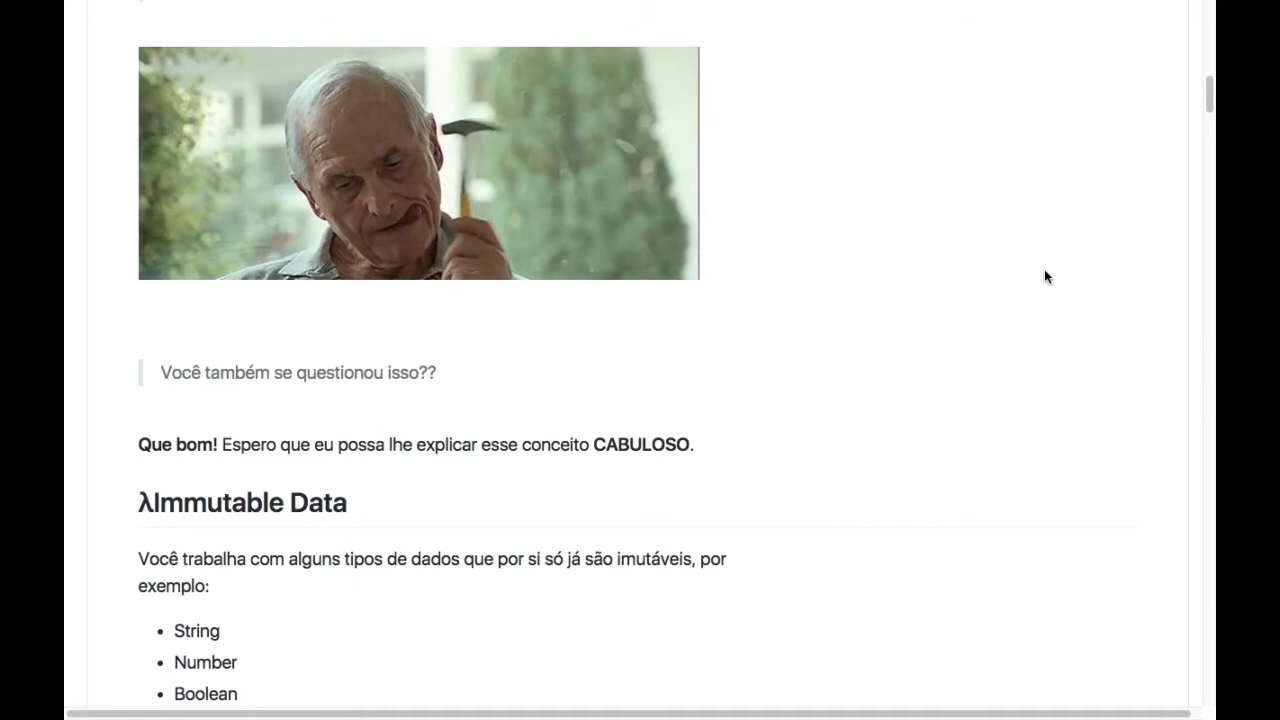 Você também se questionou isso??
Que bom! Espero que eu possa lhe explicar esse conceito CABULOSO.
λImmutable Data
Você trabalha com alguns tipos de dados que por si só já são imutáveis, por
exemplo:
• String
• Number
• Boolean